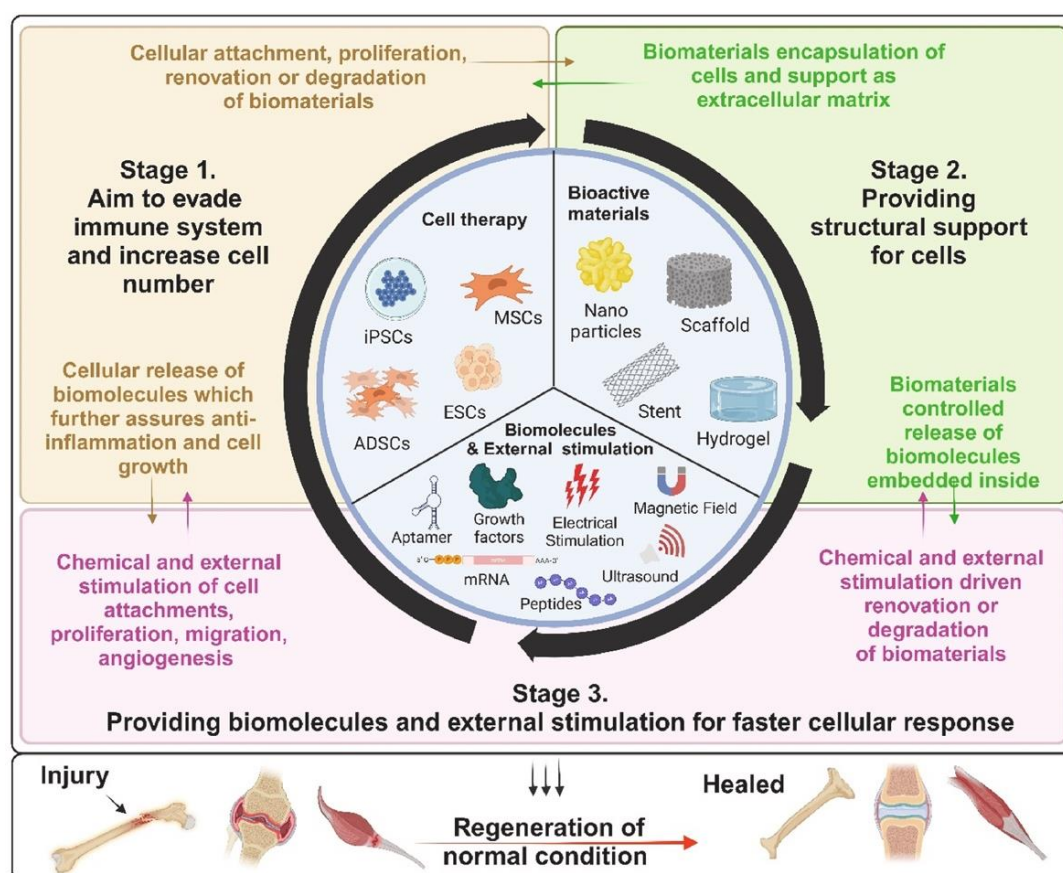 Cellular attachment, proliferation,
renovation or degradation
of biomaterials
Biomaterials encapsulation of
cells and support as
extracellular matrix
Stage 1.
Aim to evade
immune system
and increase cell
number
Stage 2.
Providing
structural support
for cells
Cell therapy
iPSCs
MSCs
ADSCs
ESCs
Bioactive
materials
Nano
particles
Scaffold
Stent
Hydrogel
Cellular release of
biomolecules which
further assures anti-
inflammation and cell
growth
Biomaterials
controlled
release of
biomolecules
embedded inside
Biomolecules
& External stimulation
Aptamer
Growth
factors
Electrical
Stimulation
Magnetic Field
5' G
P P P
AAA-3'
mRNA
Ultrasound
Peptides
Chemical and external
stimulation of cell
attachments,
proliferation, migration,
angiogenesis
Chemical and external
stimulation driven
renovation or
degradation
of biomaterials
Stage 3.
Providing biomolecules and external stimulation for faster cellular response
Injury
Healed
Regeneration of
normal condition